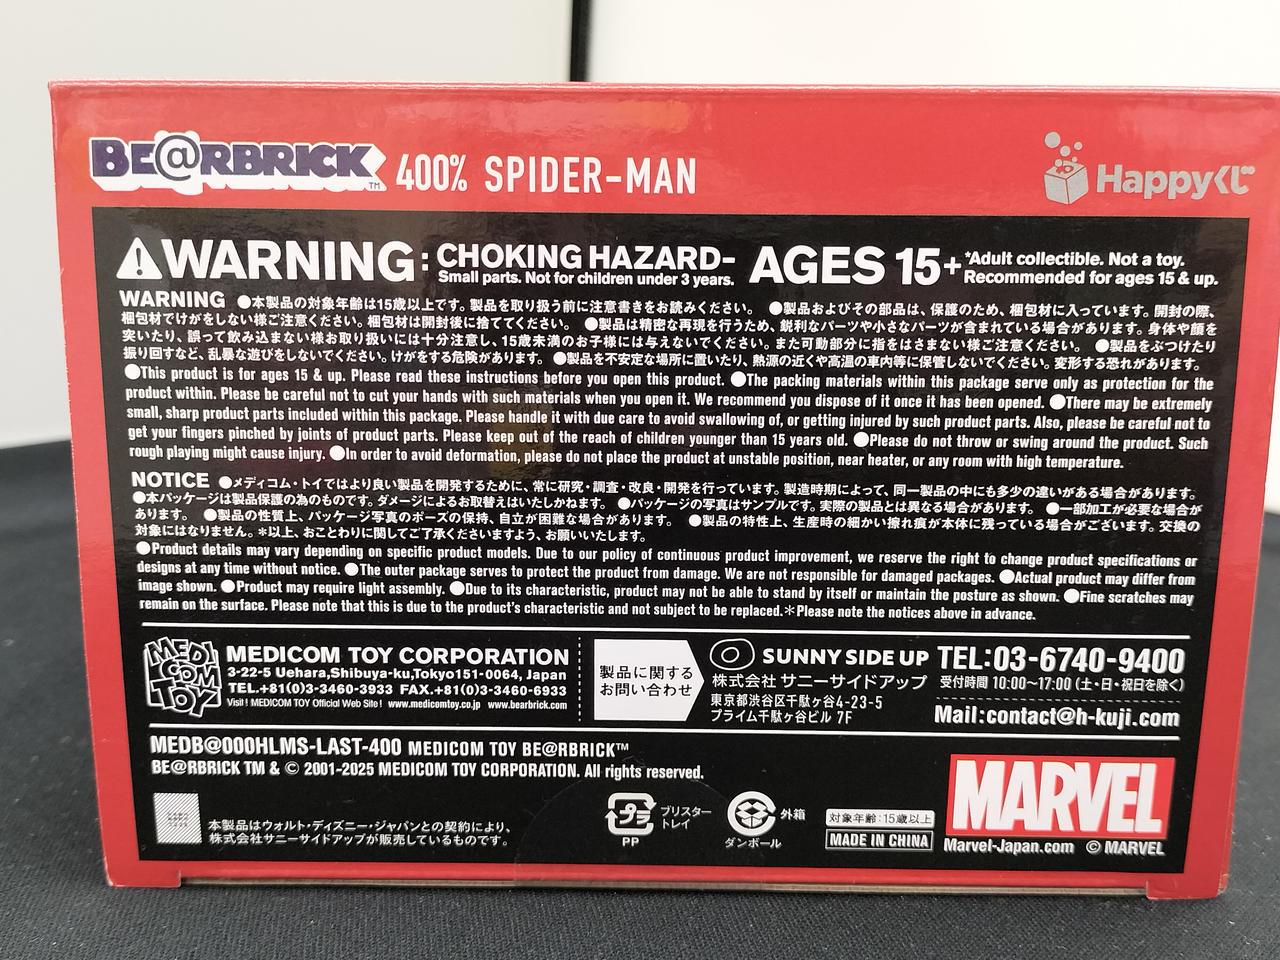 BE@RBRICK™ 400% SPIDER-MAN
Happyくじ
⚠WARNING: CHOKING HAZARD- AGES 15+ *Adult collectible. Not a toy.
Small parts. Not for children under 3 years. Recommended for ages 15 & up.
WARNING ●本製品の対象年齢は15歳以上です。製品を取り扱う前に注意書きをお読みください。 ●製品およびその部品は、保護のため、梱包材に入っています。開封の際、
梱包材でけがをしない様ご注意ください。梱包材は開封後に捨ててください。 ●製品は精密な再現を行うため、鋭利なパーツや小さなパーツが含まれている場合があります。身体や顔を
突いたり、誤って飲み込まない様お取り扱いには十分注意し、15歳未満のお子様には与えないでください。また可動部分に指をはさまない様ご注意ください。 ●製品をぶつけたり
振り回すなど、乱暴な遊びをしないでください。けがをする危険があります。 ●製品を不安定な場所に置いたり、熱源の近くや高温の車内等に保管しないでください。変形する恐れがあります。
●This product is for ages 15 & up. Please read these instructions before you open this product. ●The packing materials within this package serve only as protection for the
product within. Please be careful not to cut your hands with such materials when you open it. We recommend you dispose of it once it has been opened. ●There may be extremely
small, sharp product parts included within this package. Please handle it with due care to avoid swallowing of, or getting injured by such product parts. Also, please be careful not to
get your fingers pinched by joints of product parts. Please keep out of the reach of children younger than 15 years old. ●Please do not throw or swing around the product. Such
rough playing might cause injury. ●In order to avoid deformation, please do not place the product at unstable position, near heater, or any room with high temperature.
NOTICE ●メディコム・トイではより良い製品を開発するために、常に研究・調査・改良・開発を行っています。製造時期によって、同一製品の中にも多少の違いがある場合があります。
●本パッケージは製品保護の為のものです。ダメージによるお取替えはいたしかねます。 ●パッケージの写真はサンプルです。実際の製品とは異なる場合があります。 ●一部加工が必要な場合が
あります。 ●製品の性質上、パッケージ写真のポーズの保持、自立が困難な場合があります。 ●製品の特性上、生産時の細かい擦れ痕が本体に残っている場合がございます。交換の
対象にはなりません。*以上、おことわりに関してご了承くださいますよう、お願いいたします。
●Product details may vary depending on specific product models. Due to our policy of continuous product improvement, we reserve the right to change product specifications or
designs at any time without notice. ●The outer package serves to protect the product from damage. We are not responsible for damaged packages. ●Actual product may differ from
image shown. ●Product may require light assembly. ●Due to its characteristic, product may not be able to stand by itself or maintain the posture as shown. ●Fine scratches may
remain on the surface. Please note that this is due to the product's characteristic and not subject to be replaced.＊Please note the notices above in advance.
MEDICOM TOY
MEDICOM TOY CORPORATION
3-22-5 Uehara,Shibuya-ku,Tokyo151-0064, Japan
TEL.+81(0)3-3460-3933 FAX.+81(0)3-3460-6933
Visit! MEDICOM TOY Official Web Site! www.medicomtoy.co.jp www.bearbrick.com
製品に関する
お問い合わせ
SUNNY SIDE UP
株式会社 サニーサイドアップ
東京都渋谷区千駄ヶ谷4-23-5
プライム千駄ヶ谷ビル 7F
TEL:03-6740-9400
受付時間 10:00〜17:00 (土・日・祝日を除く)
Mail:contact@h-kuji.com
MEDB@000HLMS-LAST-400 MEDICOM TOY BE@RBRICK™
BE@RBRICK TM & © 2001-2025 MEDICOM TOY CORPORATION. All rights reserved.
本製品はウォルト・ディズニー・ジャパンとの契約により、
株式会社サニーサイドアップが販売しているものです。
プラ
PP
ブリスター
トレイ
外箱
ダンボール
対象年齢:15歳以上
MADE IN CHINA
MARVEL
Marvel-Japan.com © MARVEL